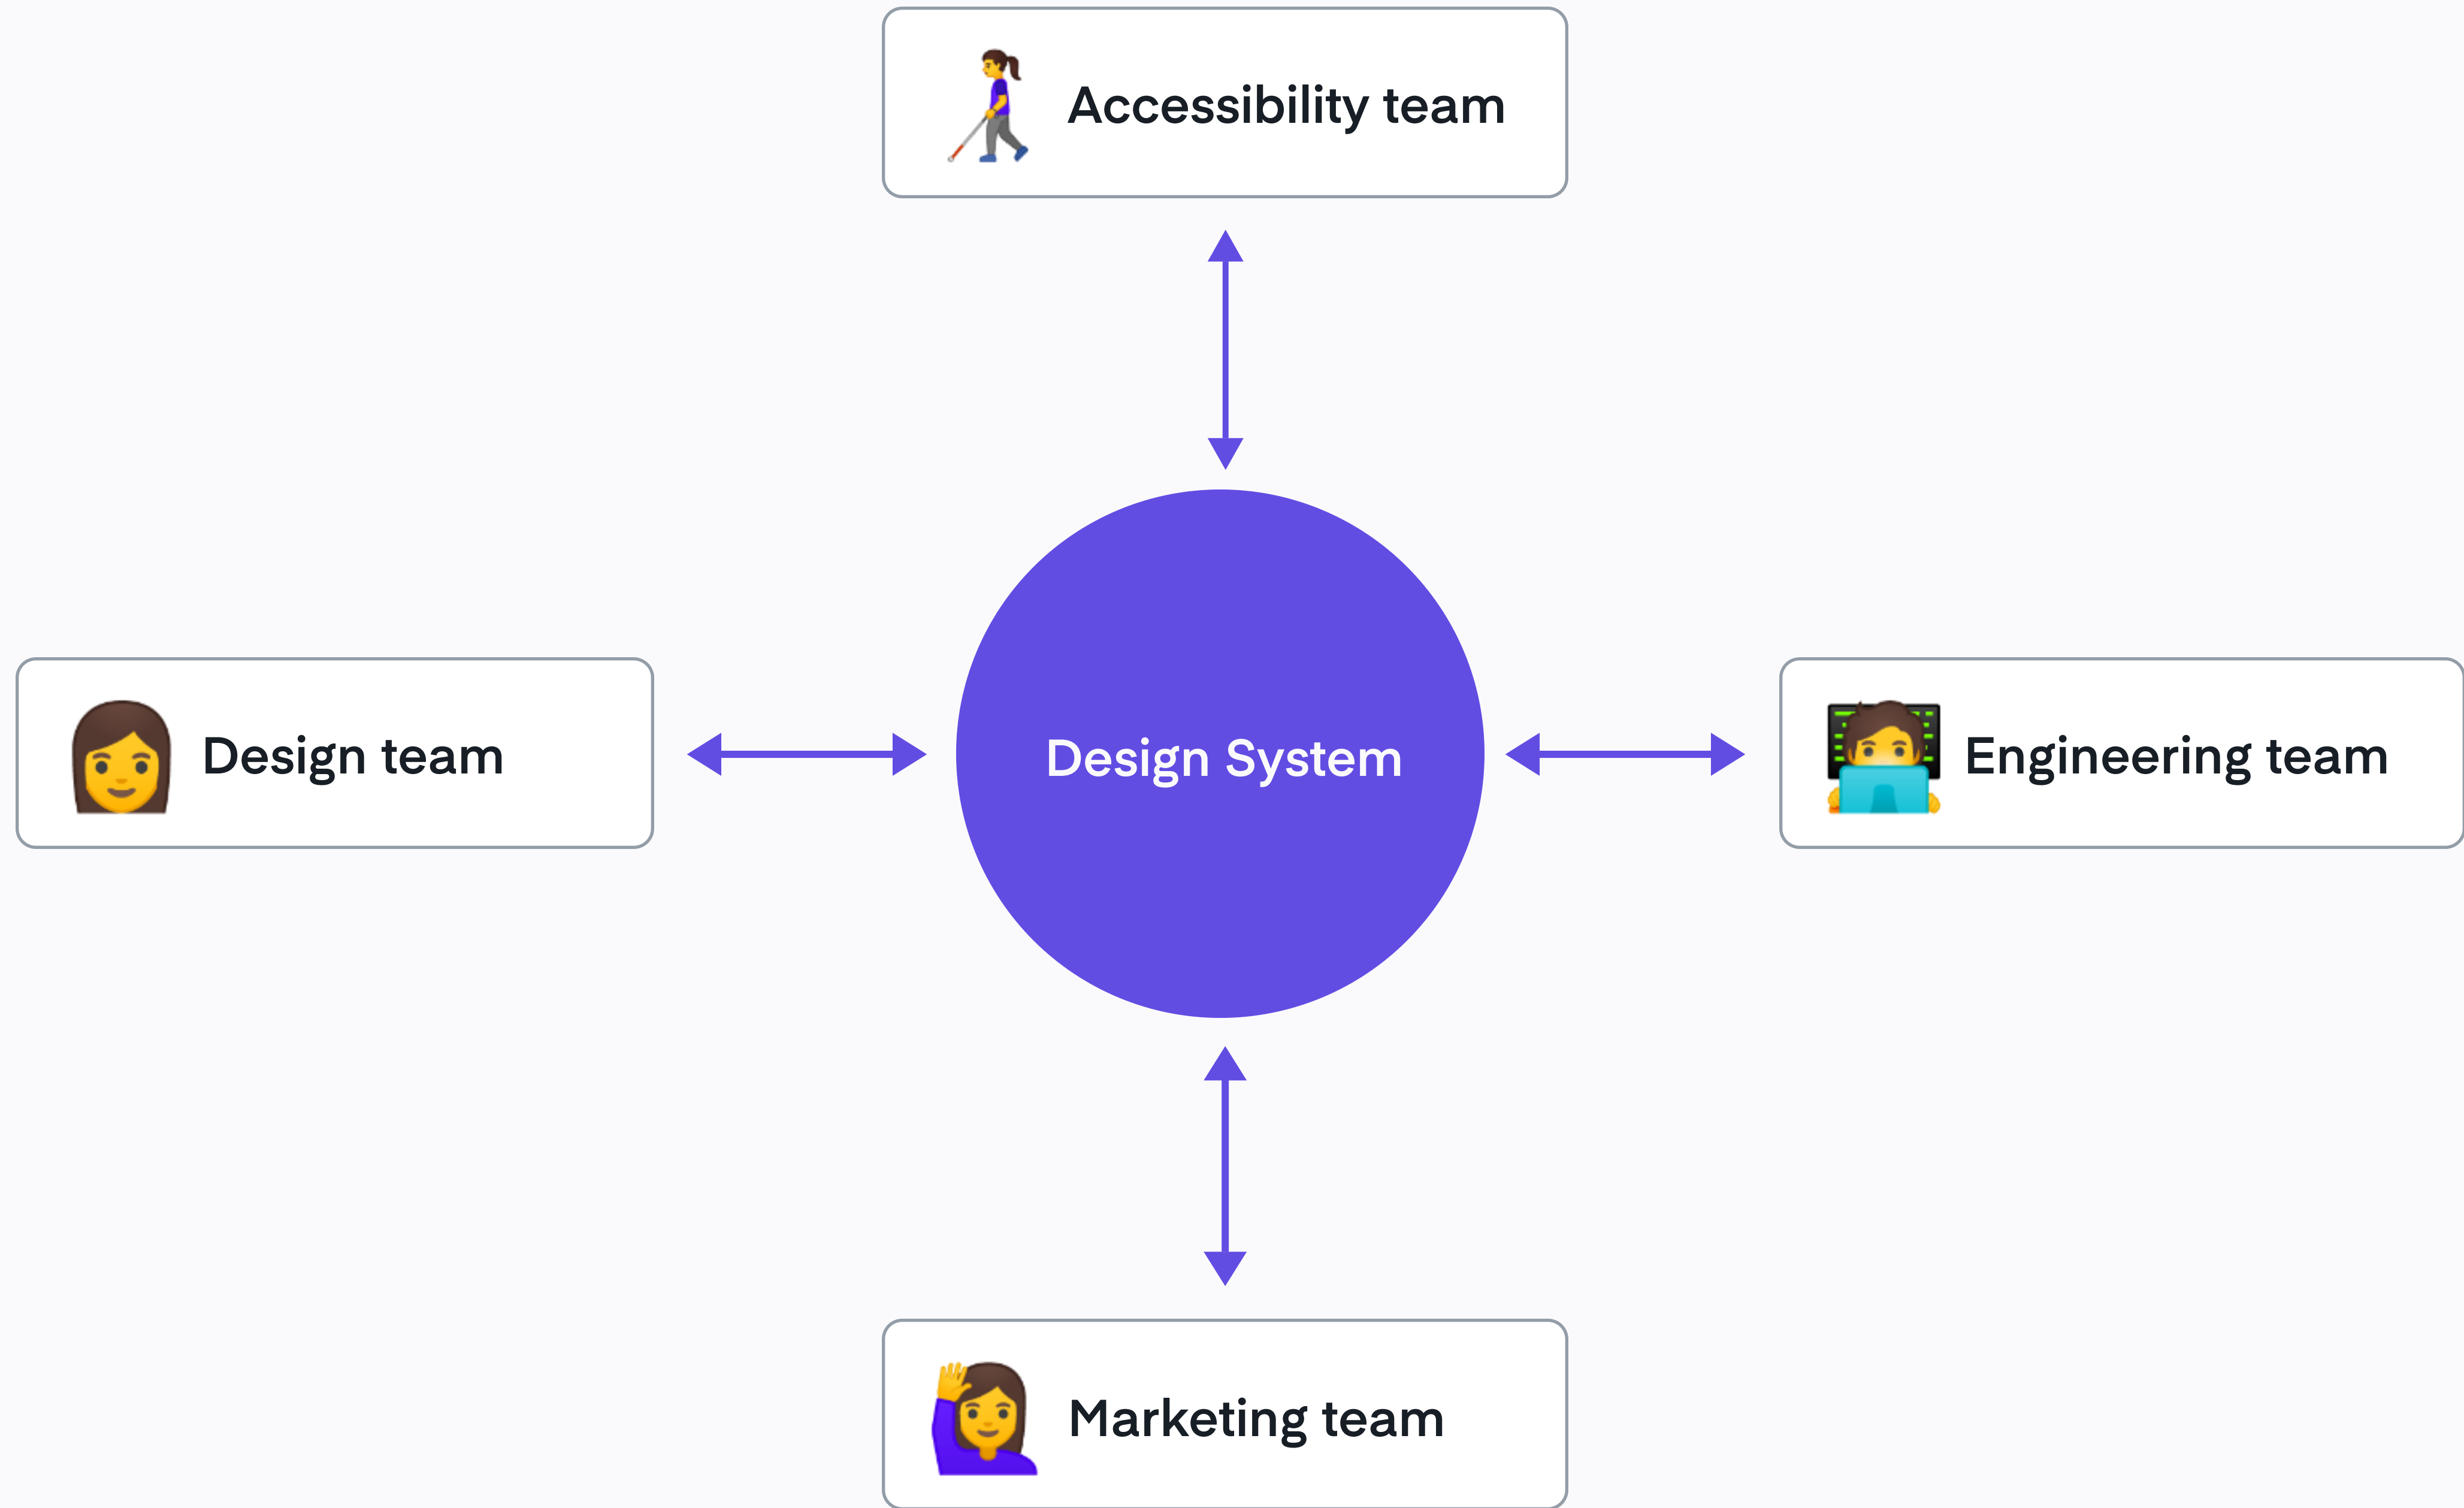 Accessibility team
Design team
Design System
Engineering team
Marketing team